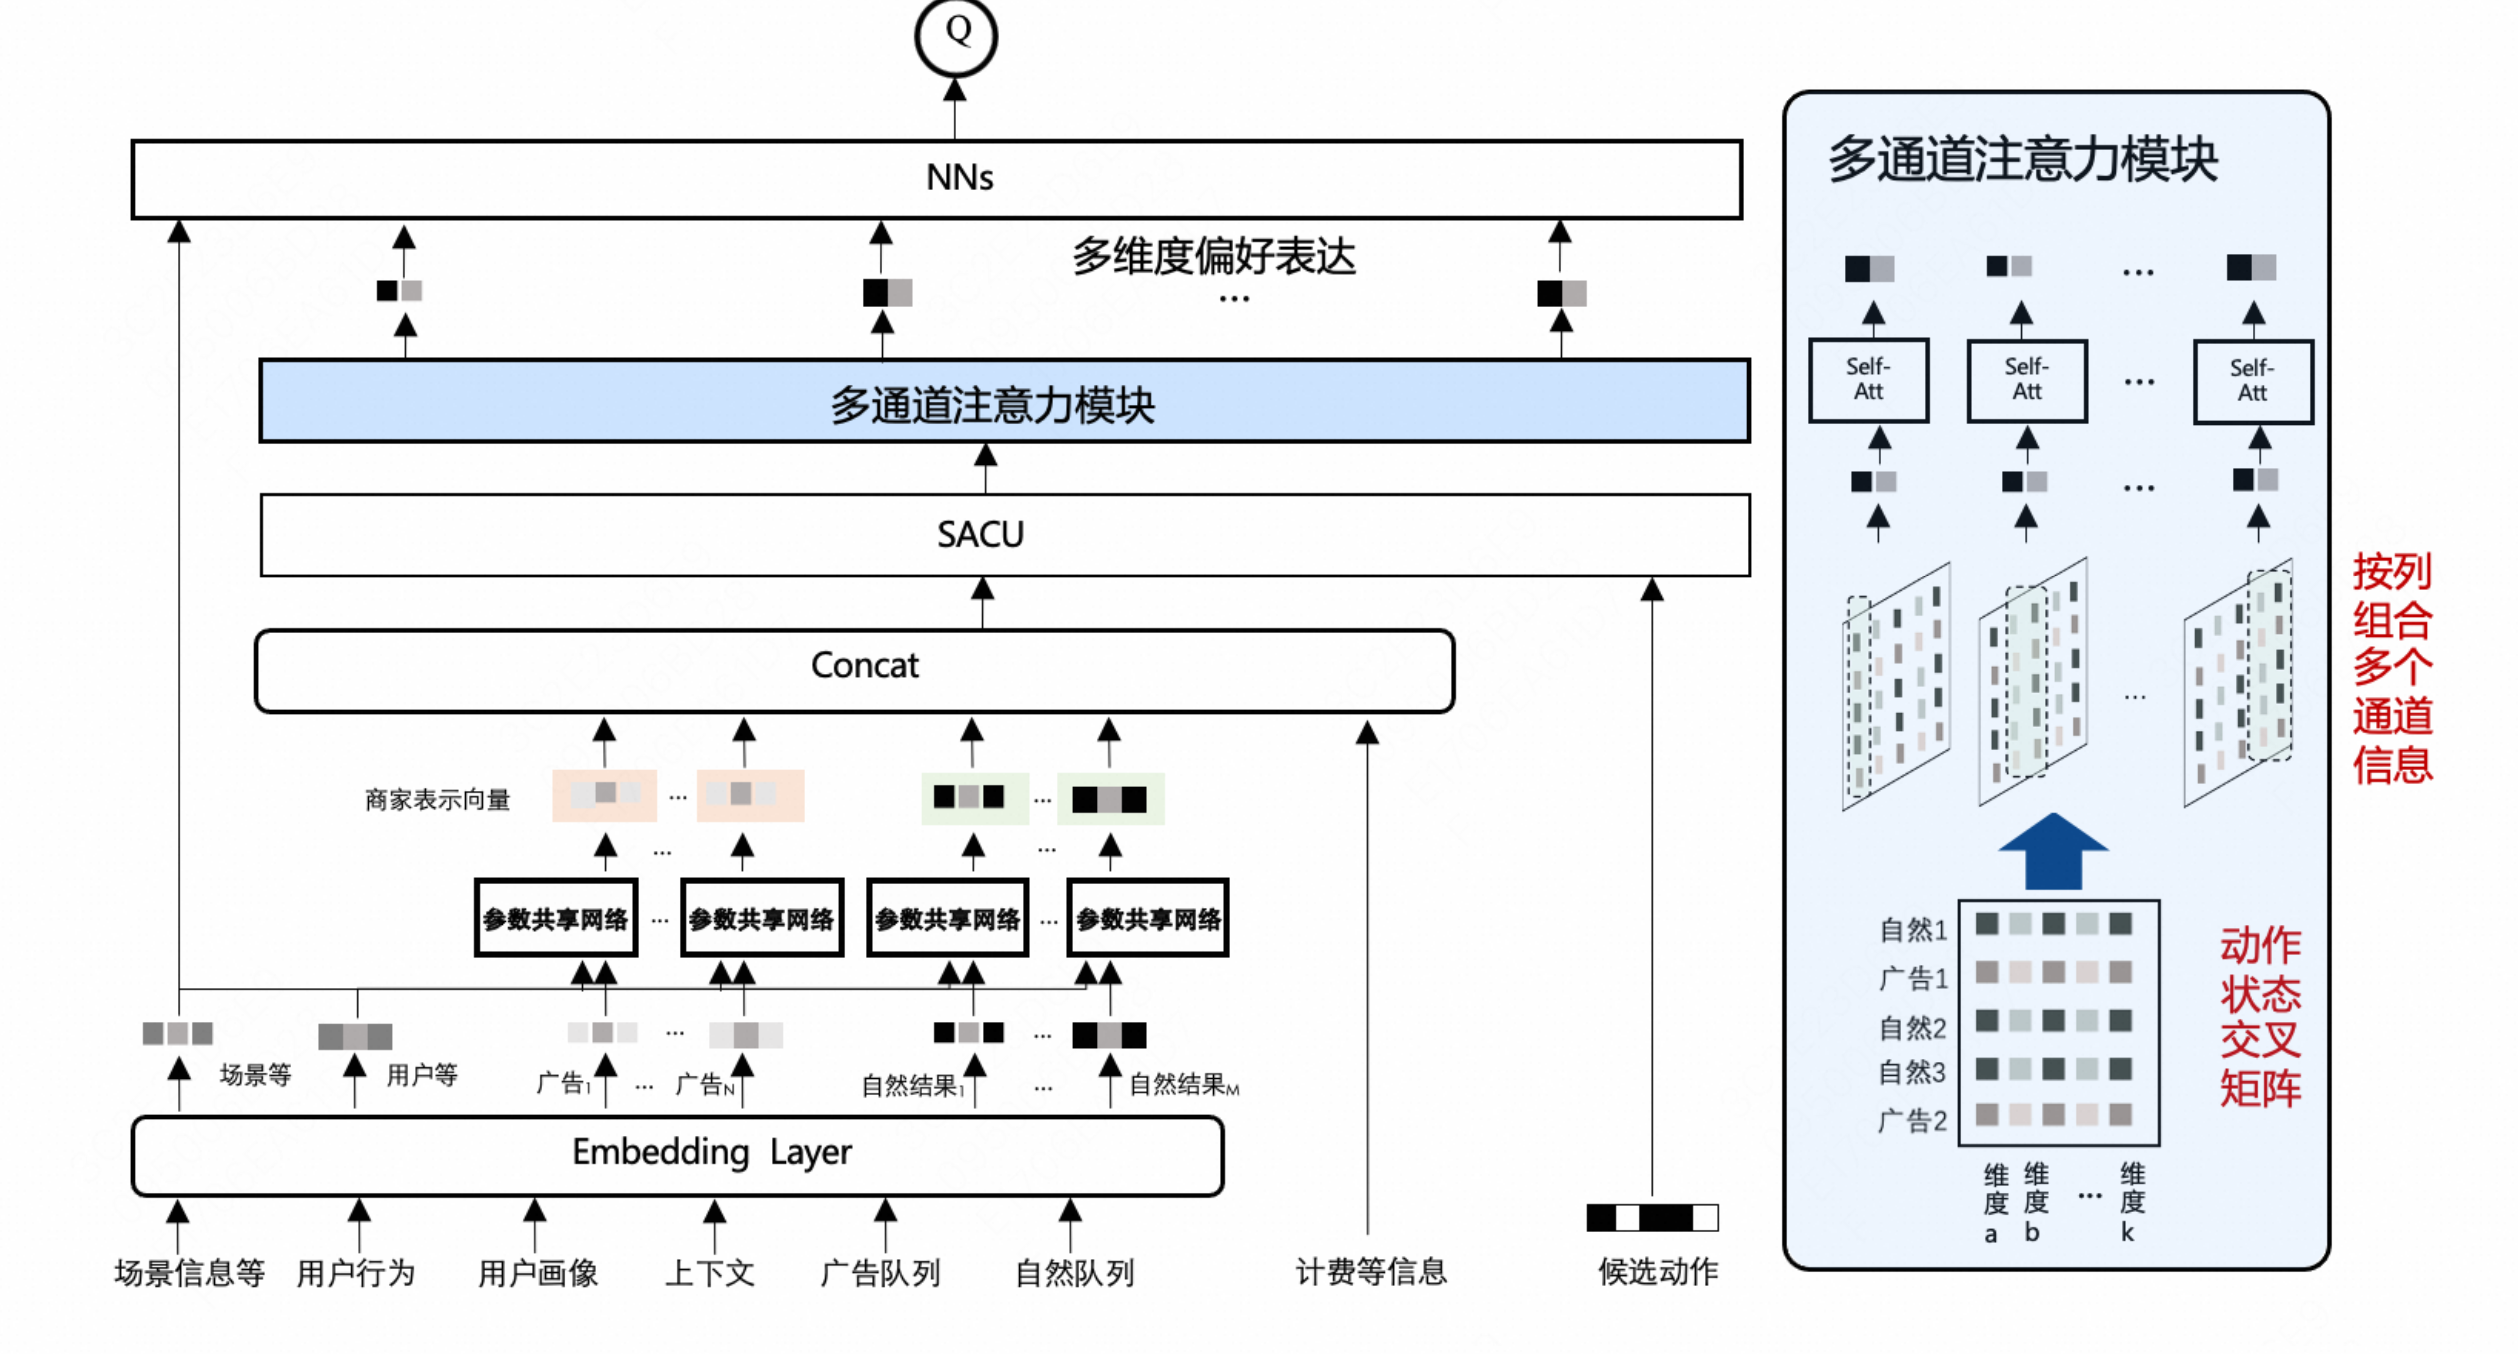 Q
NNs
多维度偏好表达
...
多通道注意力模块
SACU
Concat
商家表示向量
...
...
...
...
参数共享网络
...
参数共享网络
参数共享网络
...
参数共享网络
...
...
场景等
用户等
广告1
...
广告N
自然结果1
...
自然结果M
Embedding Layer
场景信息等
用户行为
用户画像
上下文
广告队列
自然队列
计费等信息
候选动作
多通道注意力模块
...
Self-
Att
Self-
Att
...
Self-
Att
...
...
按列
组合
多个
通道
信息
自然1
广告1
自然2
自然3
广告2
动作
状态
交叉
矩阵
维度a
维度b
...
维度k